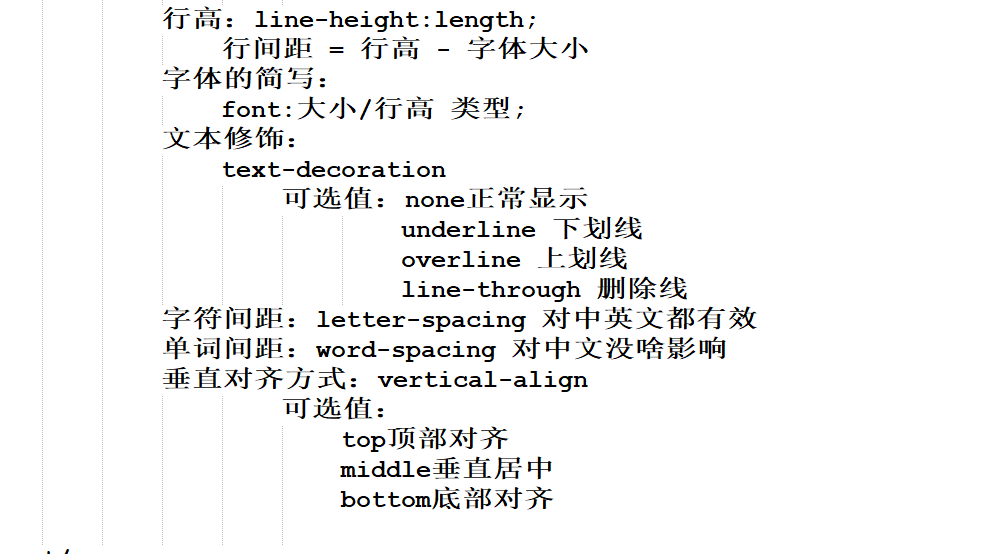 行高：line-height:length;
行间距 = 行高 - 字体大小
字体的简写：
font:大小/行高 类型;
文本修饰：
text-decoration
可选值：none正常显示
underline 下划线
overline 上划线
line-through 删除线
字符间距：letter-spacing 对中英文都有效
单词间距：word-spacing 对中文没啥影响
垂直对齐方式：vertical-align
可选值：
top顶部对齐
middle垂直居中
bottom底部对齐